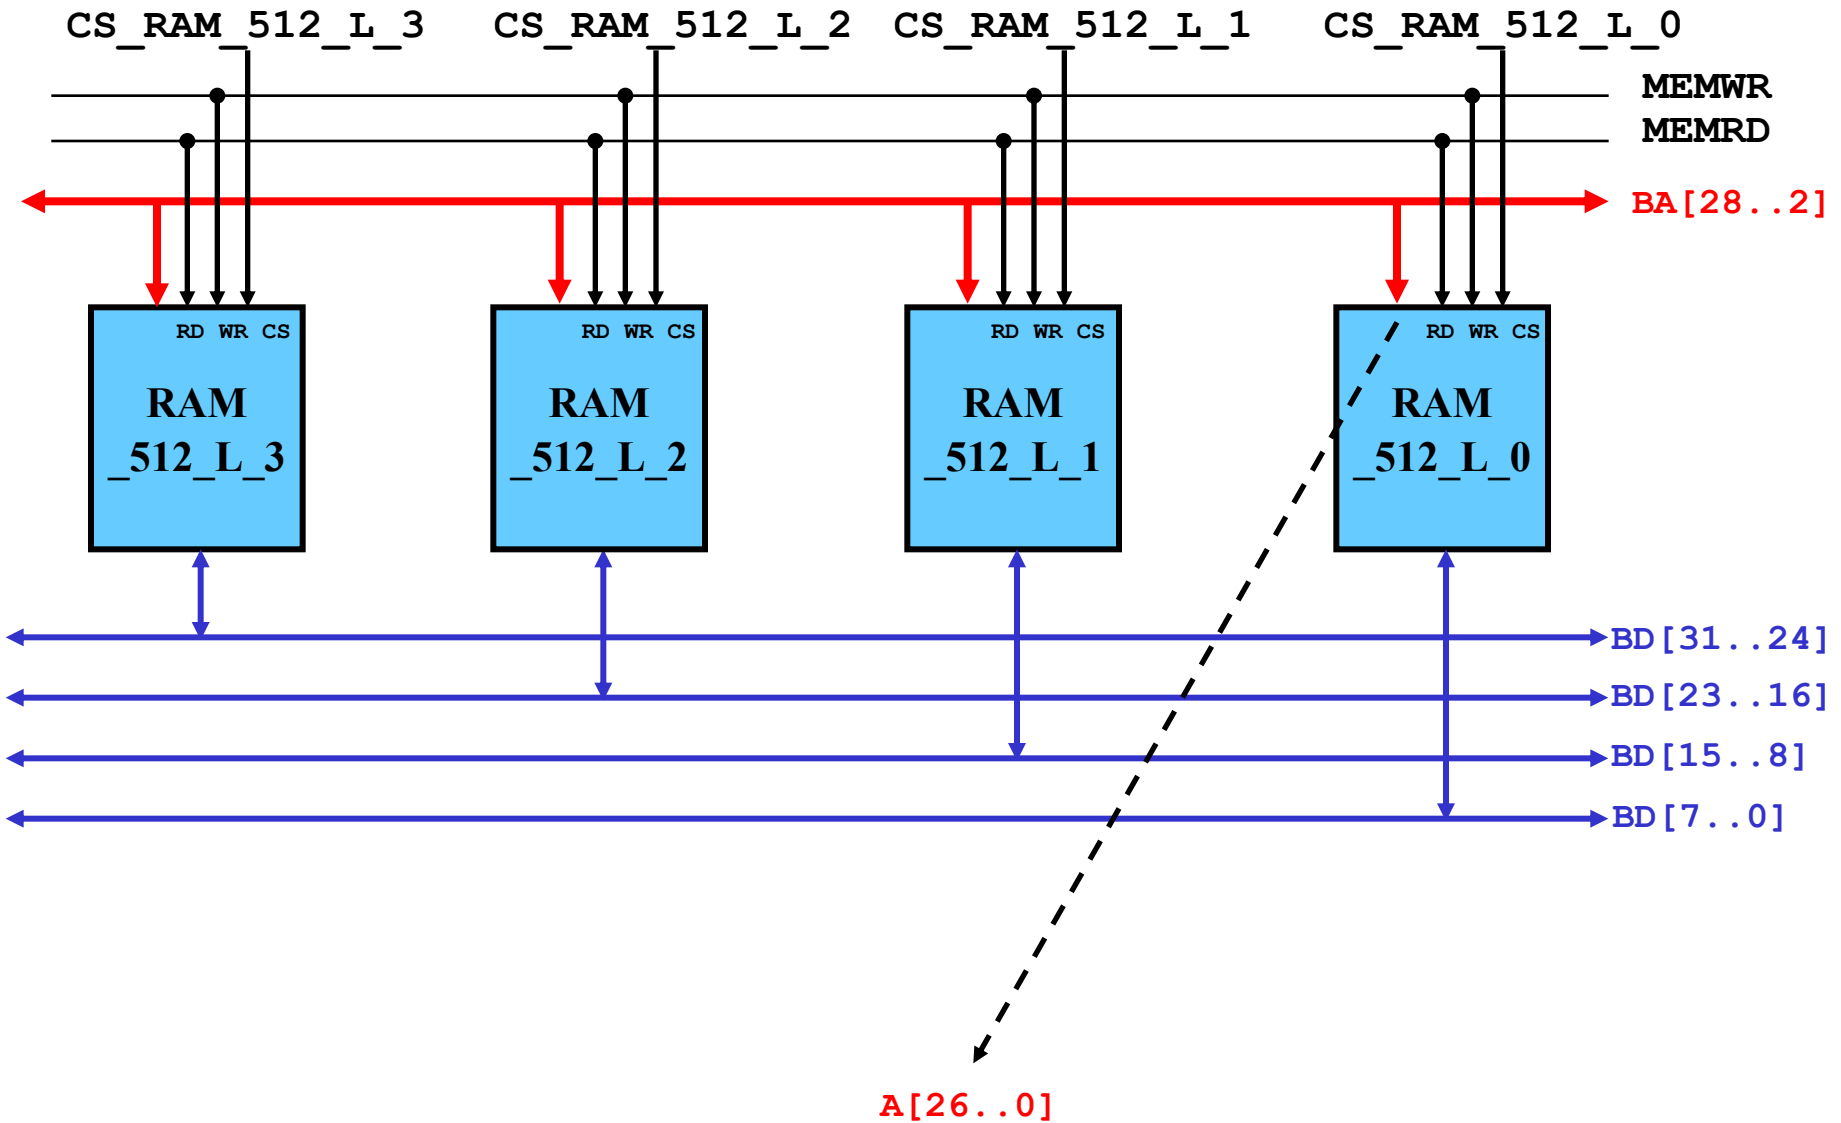 CS_RAM_512_L_3 CS_RAM_512_L_2 CS_RAM_512_L_1 CS_RAM_512_L_0
MEMWR
MEMRD
BA[28..2]
RD WR CS RD WR CS RD WR CS RD WR CS
RAM RAM RAM RAM
_512_L_3 _512_L_2 _512_L_1 _512_L_0
BD[31..24]
BD[23..16]
BD[15..8]
BD[7..0]
A[26..0]